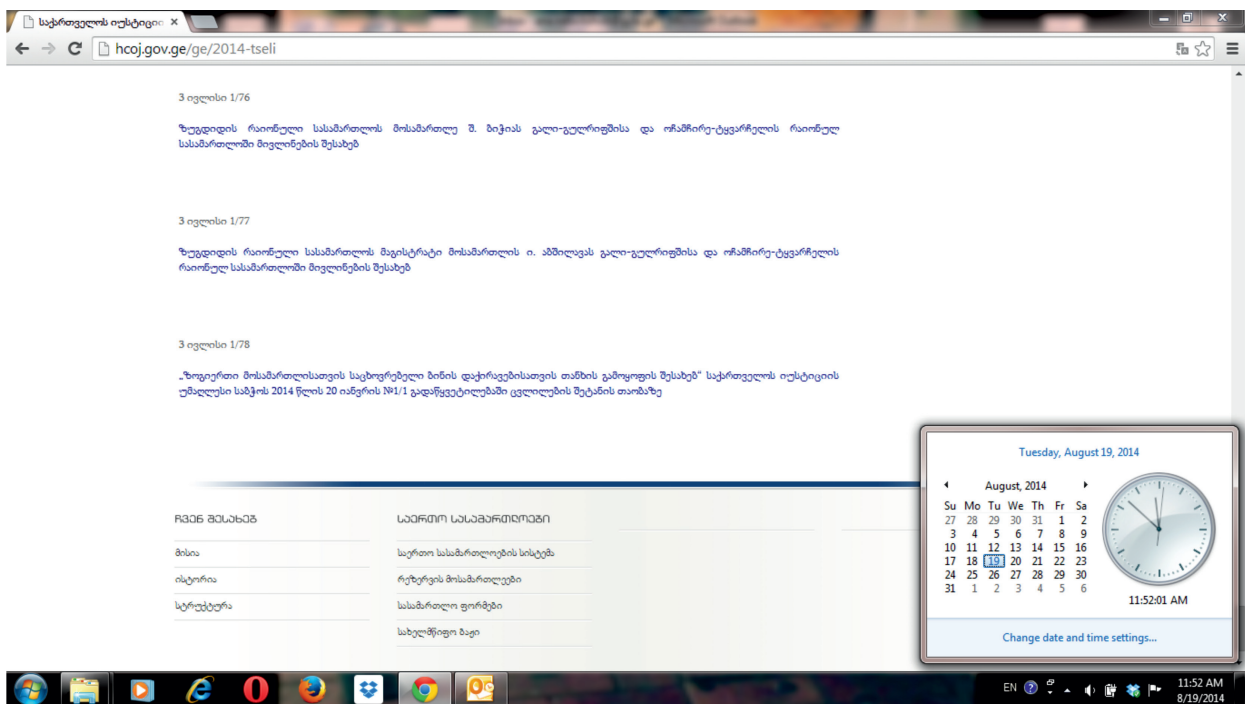 საქართველოს იუსტიციი
hcoj.gov.ge/ge/2014-tseli
3 ივლისი 1/76
ზუგდიდის რაიონული სასამართლოს მოსამართლე შ. ბიჭიას გალი-გულრიფშისა და ოჩამჩირე-ტყვარჩელის რაიონულ
სასამართლოში მივლინების შესახებ
3 ივლისი 1/77
ზუგდიდის რაიონული სასამართლოს მაგისტრატი მოსამართლის ი. აბშილავას გალი-გულრიფშისა და ოჩამჩირე-ტყვარჩელის
რაიონულ სასამართლოში მივლინების შესახებ
3 ივლისი 1/78
„ზოგიერთი მოსამართლისათვის საცხოვრებელი ბინის დაქირავებისათვის თანხის გამოყოფის შესახებ“ საქართველოს იუსტიციის
უმაღლესი საბჭოს 2014 წლის 20 იანვრის №1/1 გადაწყვეტილებაში ცვლილების შეტანის თაობაზე
ჩვენ შესახებ
მისია
ისტორია
სტრუქტურა
საერთო სასამართლოები
საერთო სასამართლოების სისტემა
რეზერვის მოსამართლეები
სასამართლო ფორმები
სახელმწიფო ბაჟი
Tuesday, August 19, 2014
August, 2014
Su Mo Tu We Th Fr Sa
27 28 29 30 31 1 2
3 4 5 6 7 8 9
10 11 12 13 14 15 16
17 18 19 20 21 22 23
24 25 26 27 28 29 30
31 1 2 3 4 5 6
11:52:01 AM
Change date and time settings...
EN
11:52 AM
8/19/2014